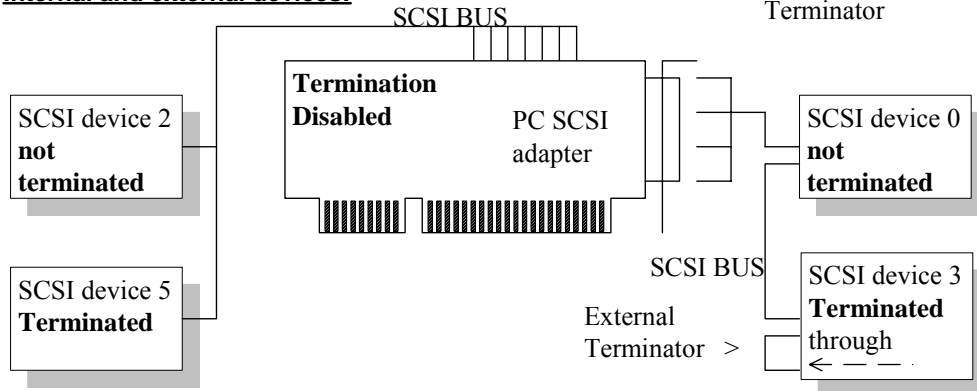 internal and external devices.
SCSI BUS
Terminator
Termination
Disabled
PC SCSI
adapter
SCSI device 2
not
terminated
SCSI device 0
not
terminated
SCSI device 5
Terminated
SCSI BUS
External
Terminator >
SCSI device 3
Terminated
through